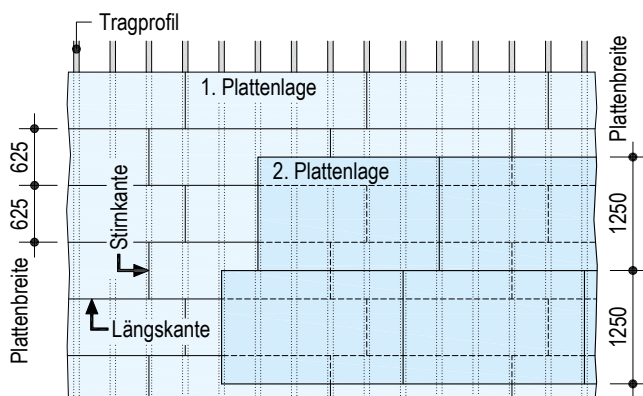 Tragprofil
1. Plattenlage
Plattenbreite
625
2. Plattenlage
625
1250
Stirnkante
Plattenbreite
Längskante
1250